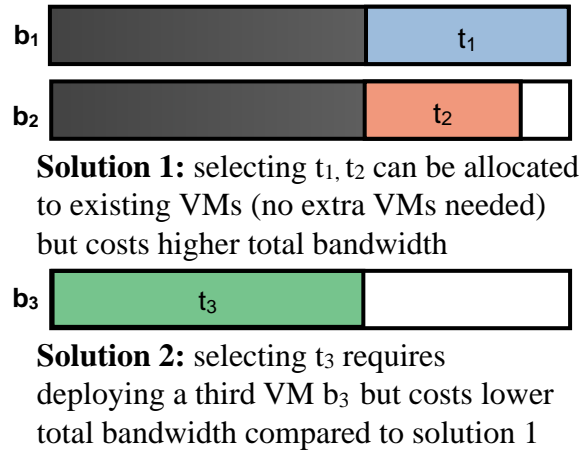 b₁ t₁
b₂ t₂
Solution 1: selecting t₁, t₂ can be allocated
to existing VMs (no extra VMs needed)
but costs higher total bandwidth
b₃ t₃
Solution 2: selecting t₃ requires
deploying a third VM b₃ but costs lower
total bandwidth compared to solution 1